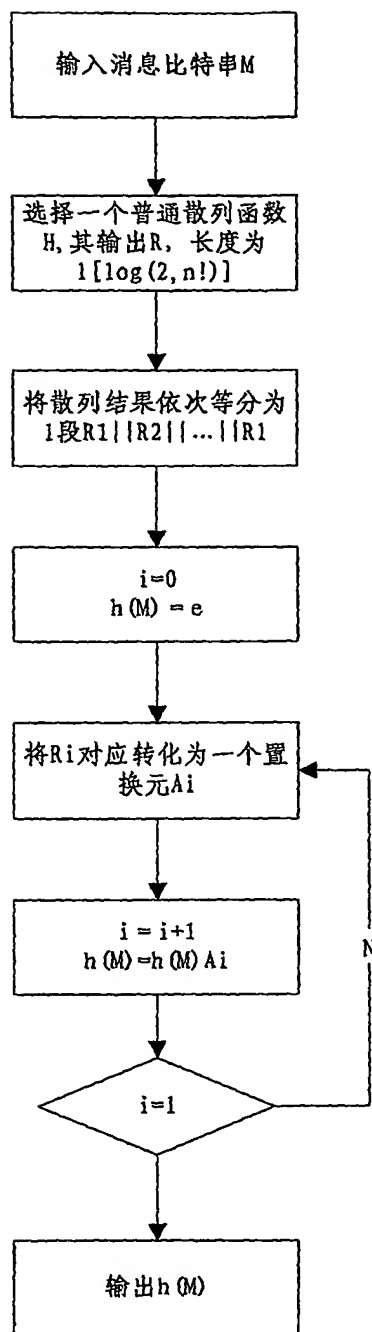 输入消息比特串M
选择一个普通散列函数
H,其输出R，长度为
l[log(2,n!)]
将散列结果依次等分为
l段R1||R2||…||Rl
i=0
h(M)=e
将Ri对应转化为一个置
换元Ai
i=i+1
h(M)=h(M)Ai
N
i=l
输出h(M)